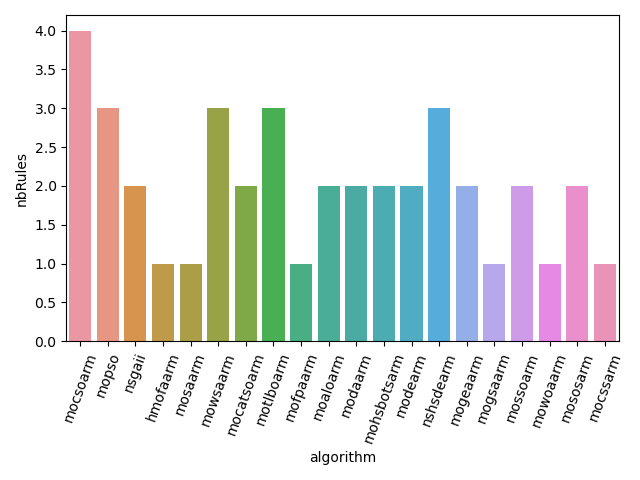 4.0
3.5
3.0
2.5
2.0
1.5
1.0
0.5
0.0
nbRules
mocsoarm
mopso
nsgaii
hmofaarm
mosaarm
mowsaarm
mocatsoarm
motlboarm
mofpaarm
moaloarm
modaarm
mohsbotsarm
modearm
nshsdearm
mogeaarm
mogsaarm
mossoarm
mowoaarm
mososarm
mocssarm
algorithm